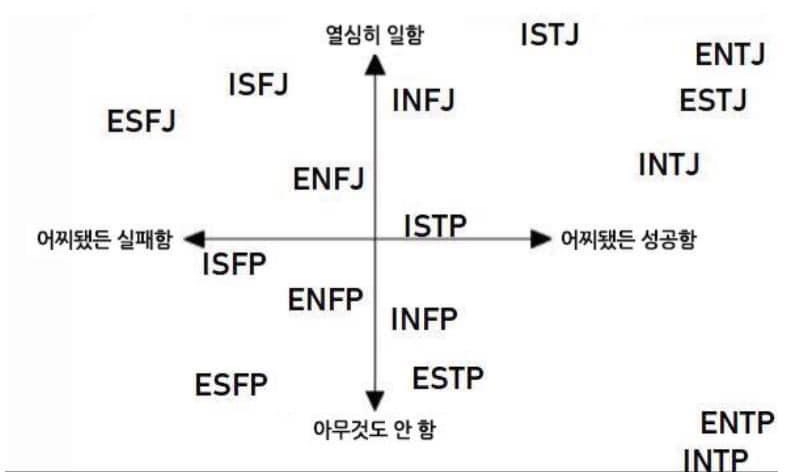 열심히 일함
ISTJ
ENTJ
ISFJ
INFJ
ESTJ
ESFJ
INTJ
ENFJ
ISTP
어찌됐든 실패함
어찌됐든 성공함
ISFP
ENFP
INFP
ESFP
ESTP
아무것도 안 함
ENTP
INTP